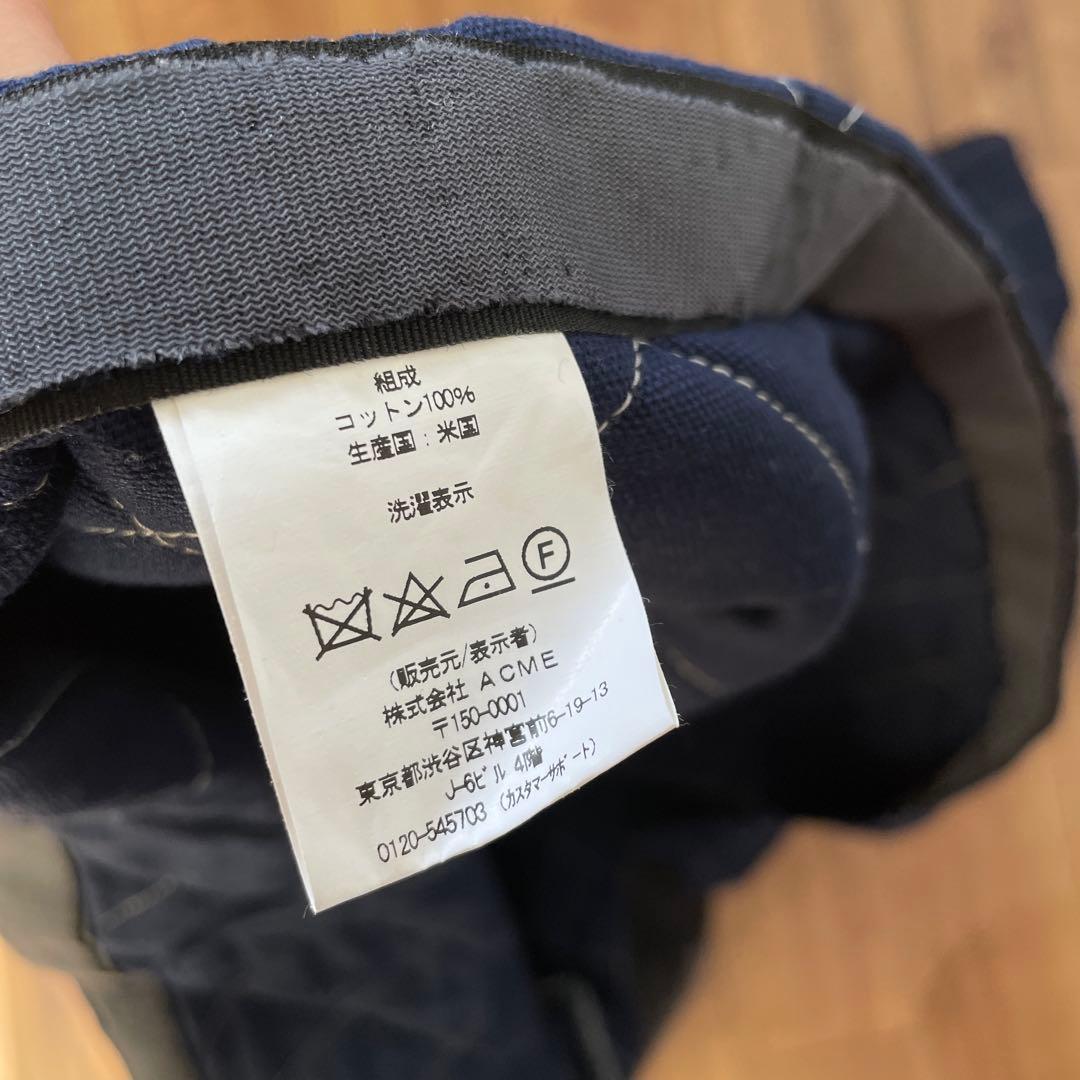 組成
コットン100%
生産国：米国
洗濯表示
F
(販売元/表示者)
株式会社 ACME
〒150-0001
東京都渋谷区神宮前6-19-13
J-6ビル 4階
0120-545703 (カスタマーサポート)